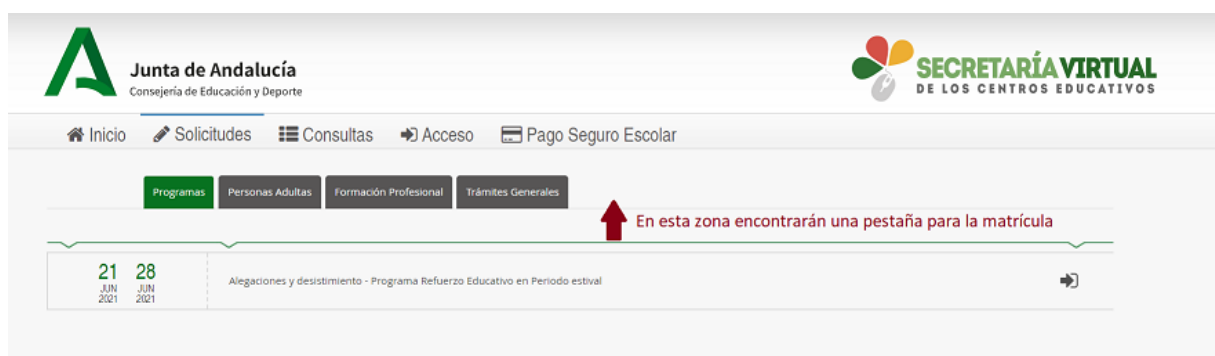 Junta de Andalucía
Consejería de Educación y Deporte
SECRETARÍA VIRTUAL
DE LOS CENTROS EDUCATIVOS
Inicio Solicitudes Consultas Acceso Pago Seguro Escolar
Programas Personas Adultas Formación Profesional Trámites Generales
En esta zona encontrarán una pestaña para la matrícula
21 28
JUN JUN
2021 2021
Alegaciones y desistimiento - Programa Refuerzo Educativo en Periodo estival